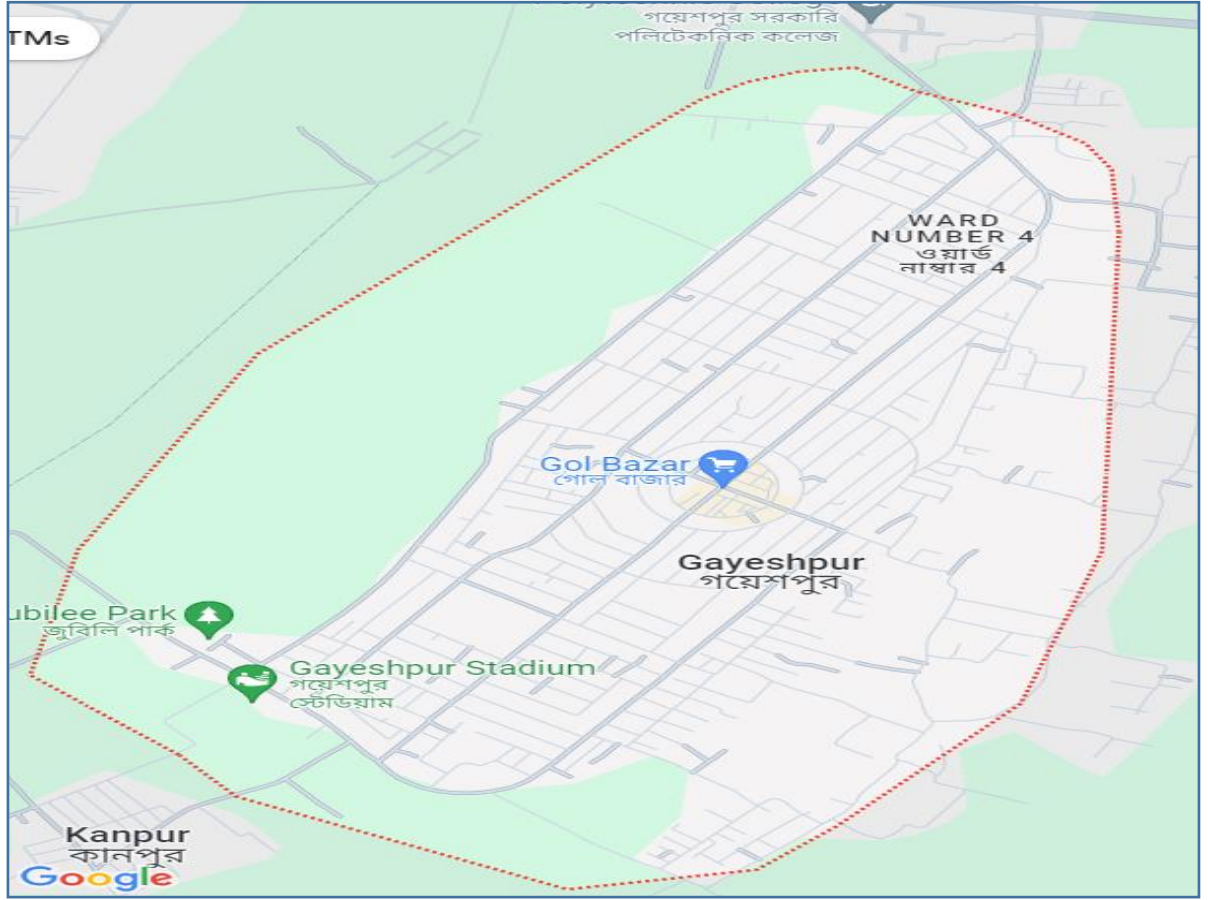 গয়েশপুর সরকারি
পলিটেকনিক কলেজ
TMs
WARD
NUMBER 4
ওয়ার্ড
নাম্বার 4
Gol Bazar
গোল বাজার
Gayeshpur
গয়েশপুর
ubilee Park
জুবিলি পার্ক
Gayeshpur Stadium
গয়েশপুর
স্টেডিয়াম
Kanpur
কানপুর
Google